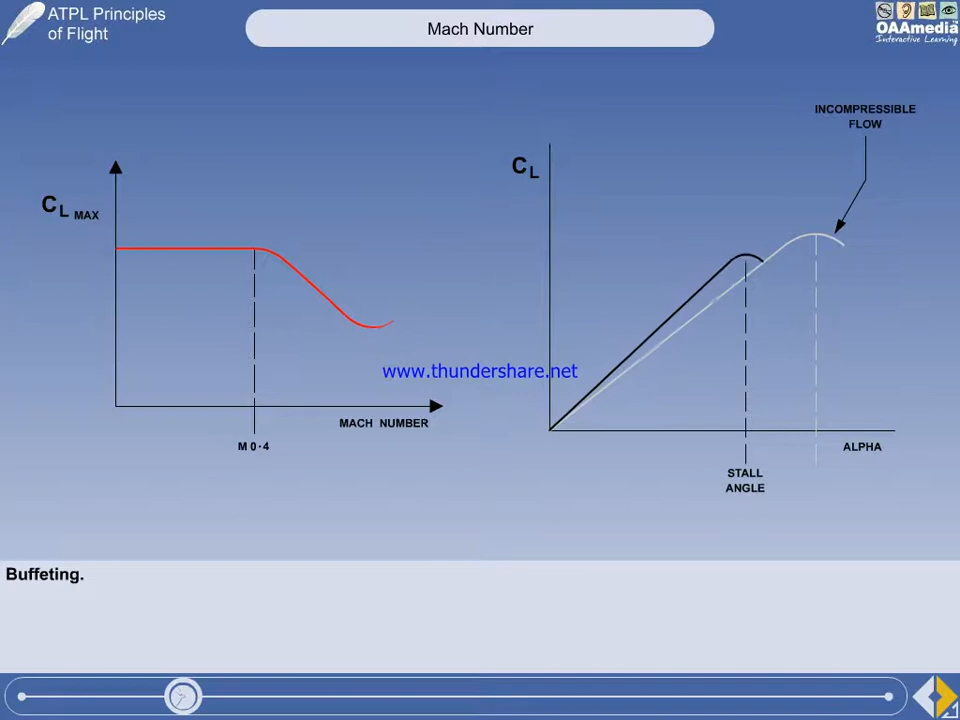 ATPL Principles
of Flight
Mach Number
OAAmedia
Interactive Learning
INCOMPRESSIBLE
FLOW
CL MAX
CL
www.thundershare.net
MACH NUMBER
M 0·4
ALPHA
STALL
ANGLE
Buffeting.